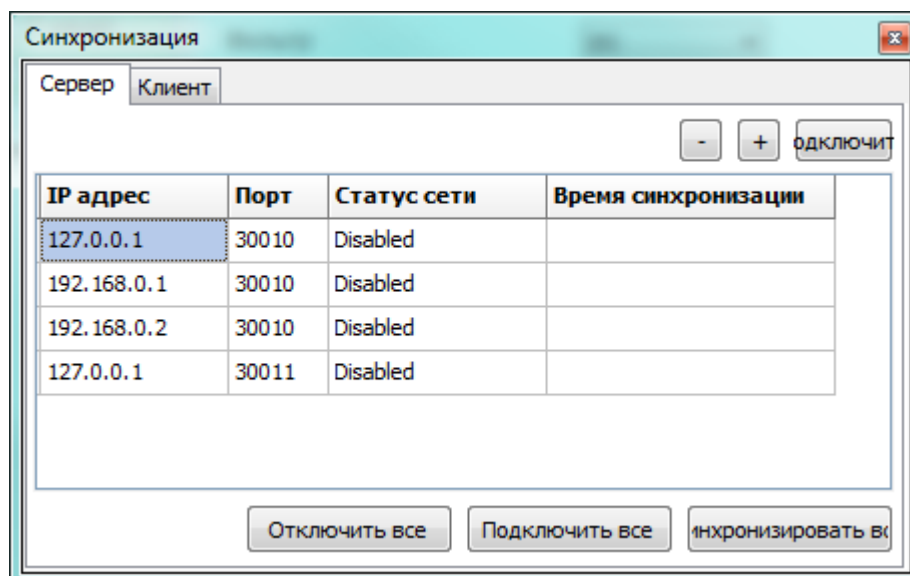 Синхронизация
Сервер Клиент
- + одключит
IP адрес Порт Статус сети Время синхронизации
127.0.0.1 30010 Disabled
192.168.0.1 30010 Disabled
192.168.0.2 30010 Disabled
127.0.0.1 30011 Disabled
Отключить все Подключить все инхронизировать вс